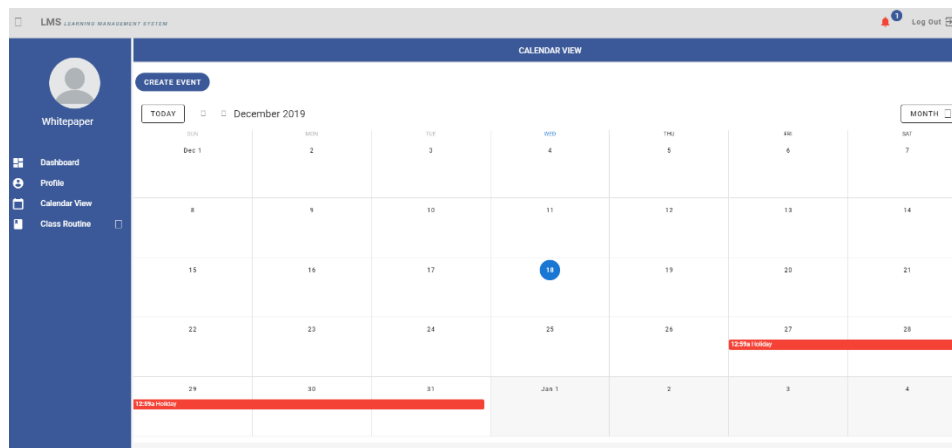 LMS LEARNING MANAGEMENT SYSTEM
1
Log Out
Whitepaper
Dashboard
Profile
Calendar View
Class Routine
CALENDAR VIEW
CREATE EVENT
TODAY
December 2019
MONTH
SUN MON TUE WED THU FRI SAT
Dec 1 2 3 4 5 6 7
8 9 10 11 12 13 14
15 16 17 18 19 20 21
22 23 24 25 26 27 28
12:59a Holiday
29 30 31 Jan 1 2 3 4
12:59a Holiday